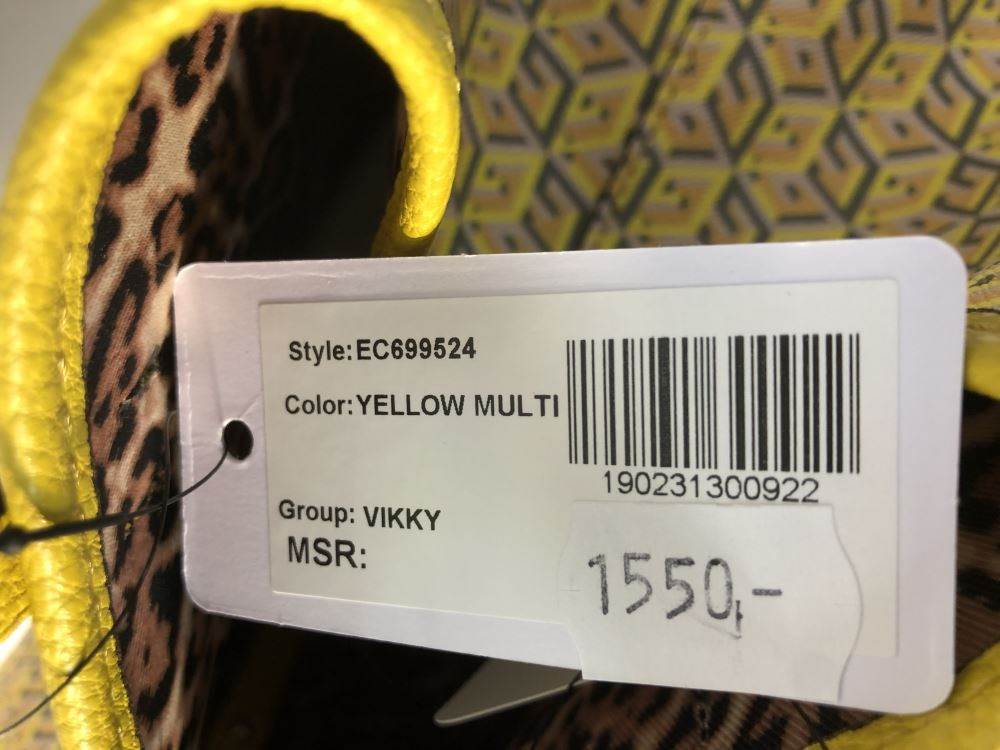 Style:EC699524
Color:YELLOW MULTI
190231300922
Group: VIKKY
MSR:
1550,-